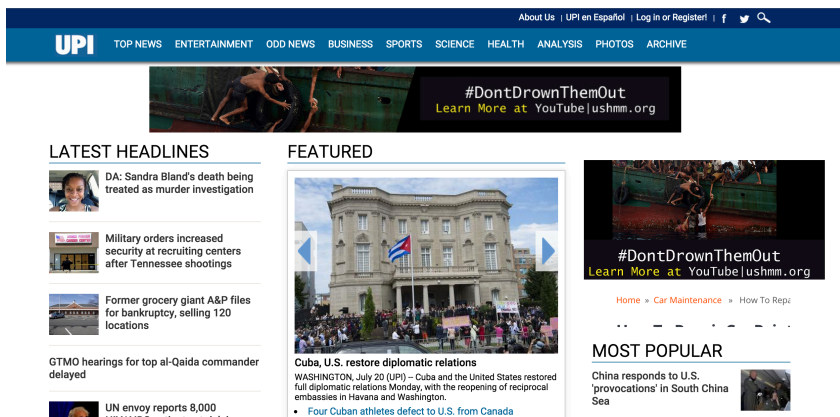 About Us | UPI en Español | Log in or Register! |
UPI
TOP NEWS ENTERTAINMENT ODD NEWS BUSINESS SPORTS SCIENCE HEALTH ANALYSIS PHOTOS ARCHIVE
#DontDrownThemOut
Learn More at YouTube|ushmm.org
LATEST HEADLINES
DA: Sandra Bland's death being
treated as murder investigation
Military orders increased
security at recruiting centers
after Tennessee shootings
Former grocery giant A&P files
for bankruptcy, selling 120
locations
GTMO hearings for top al-Qaida commander
delayed
UN envoy reports 8,000
FEATURED
Cuba, U.S. restore diplomatic relations
WASHINGTON, July 20 (UPI) -- Cuba and the United States restored
full diplomatic relations Monday, with the reopening of reciprocal
embassies in Havana and Washington.
• Four Cuban athletes defect to U.S. from Canada
#DontDrownThemOut
Learn More at YouTube|ushmm.org
Home » Car Maintenance » How To Repa
MOST POPULAR
China responds to U.S.
'provocations' in South China
Sea